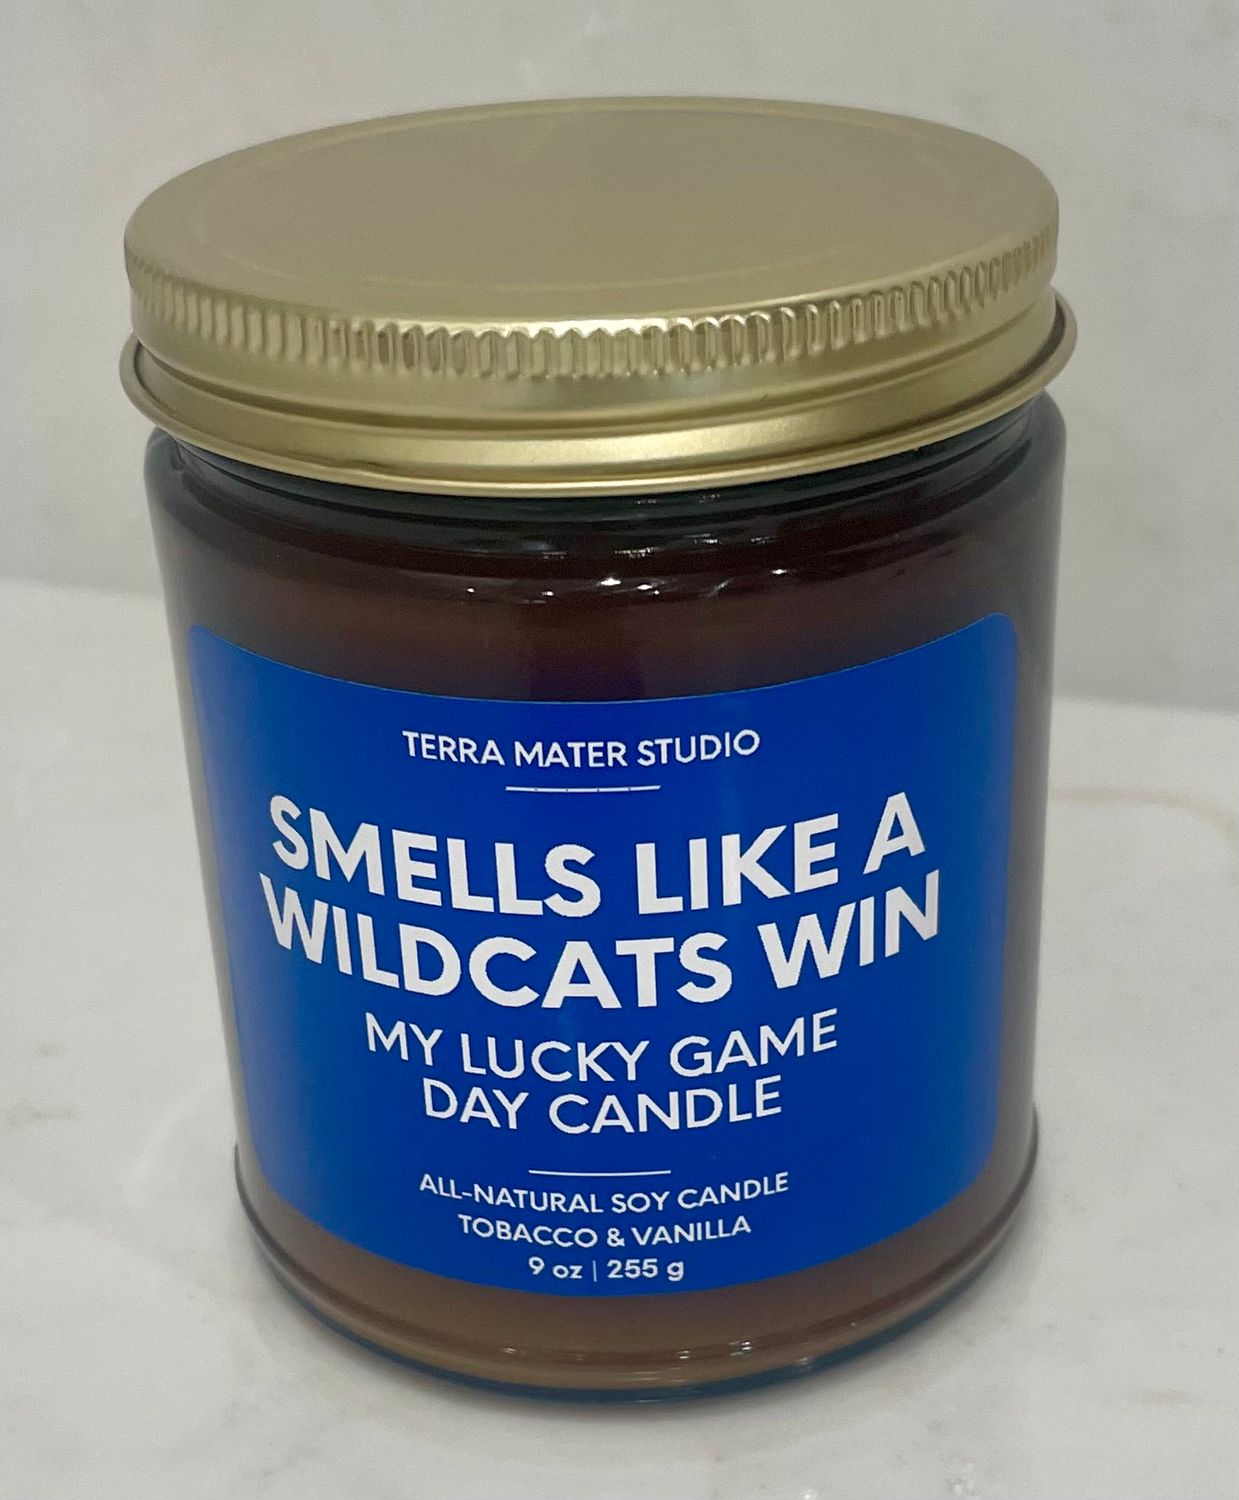 TERRA MATER STUDIO
SMELLS LIKE A
WILDCATS WIN
MY LUCKY GAME
DAY CANDLE
ALL-NATURAL SOY CANDLE
TOBACCO & VANILLA
9 oz | 255 g